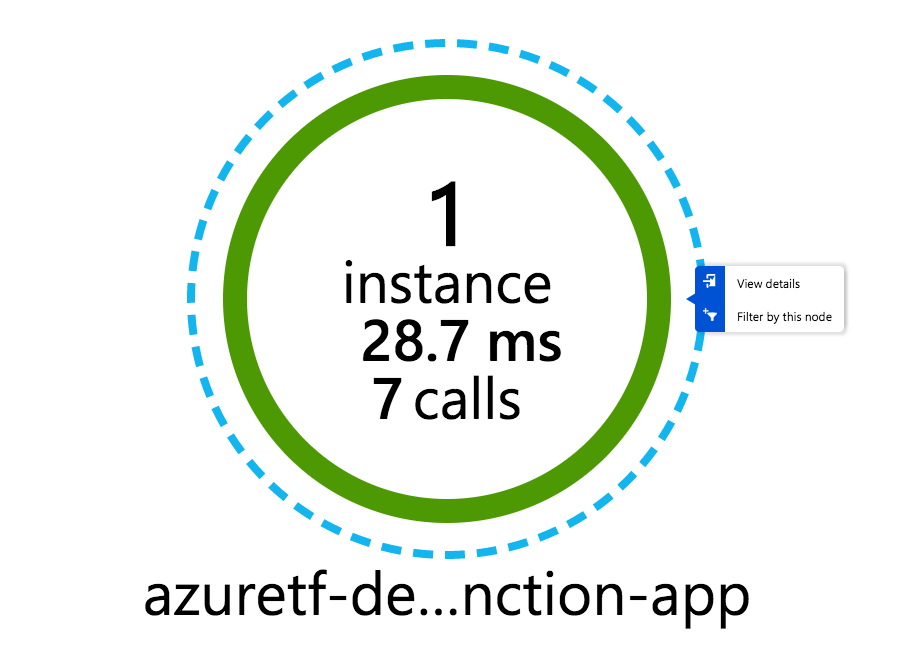 1
instance
28.7 ms
7 calls
View details
Filter by this node
azuretf-de...nction-app